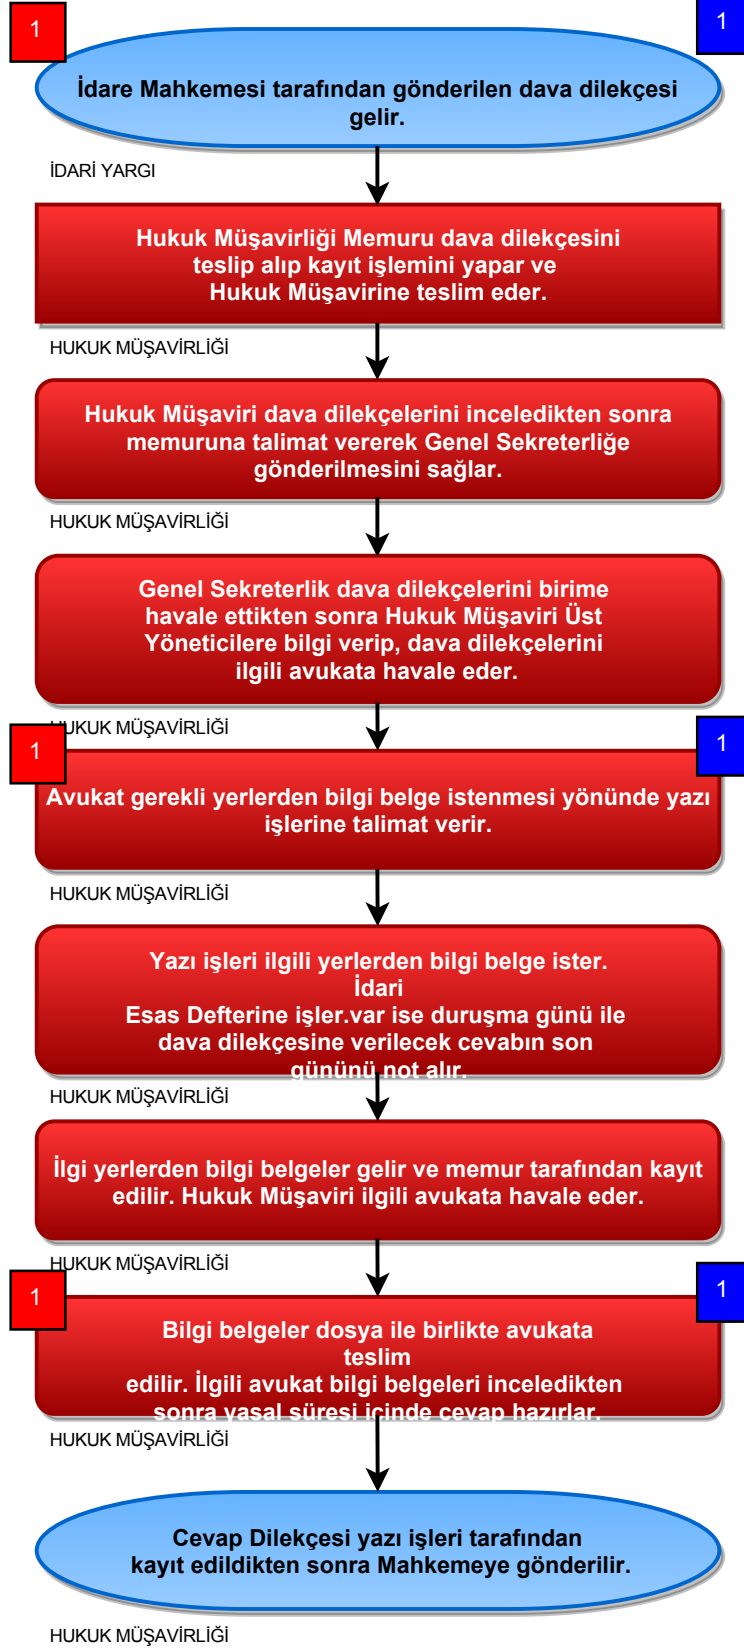 1
1
İdare Mahkemesi tarafından gönderilen dava dilekçesi
gelir.
İDARİ YARGI
Hukuk Müşavirliği Memuru dava dilekçesini
teslip alıp kayıt işlemini yapar ve
Hukuk Müşavirine teslim eder.
HUKUK MÜŞAVİRLİĞİ
Hukuk Müşaviri dava dilekçelerini inceledikten sonra
memuruna talimat vererek Genel Sekreterliğe
gönderilmesini sağlar.
HUKUK MÜŞAVİRLİĞİ
Genel Sekreterlik dava dilekçelerini birime
havale ettikten sonra Hukuk Müşaviri Üst
Yöneticilere bilgi verip, dava dilekçelerini
ilgili avukata havale eder.
HUKUK MÜŞAVİRLİĞİ
1
1
Avukat gerekli yerlerden bilgi belge istenmesi yönünde yazı
işlerine talimat verir.
HUKUK MÜŞAVİRLİĞİ
Yazı işleri ilgili yerlerden bilgi belge ister.
İdari
Esas Defterine işler.var ise duruşma günü ile
dava dilekçesine verilecek cevabın son
gününü not alır.
HUKUK MÜŞAVİRLİĞİ
İlgi yerlerden bilgi belgeler gelir ve memur tarafından kayıt
edilir. Hukuk Müşaviri ilgili avukata havale eder.
HUKUK MÜŞAVİRLİĞİ
1
1
Bilgi belgeler dosya ile birlikte avukata
teslim
edilir. İlgili avukat bilgi belgeleri inceledikten
sonra yasal süresi içinde cevap hazırlar.
HUKUK MÜŞAVİRLİĞİ
Cevap Dilekçesi yazı işleri tarafından
kayıt edildikten sonra Mahkemeye gönderilir.
HUKUK MÜŞAVİRLİĞİ